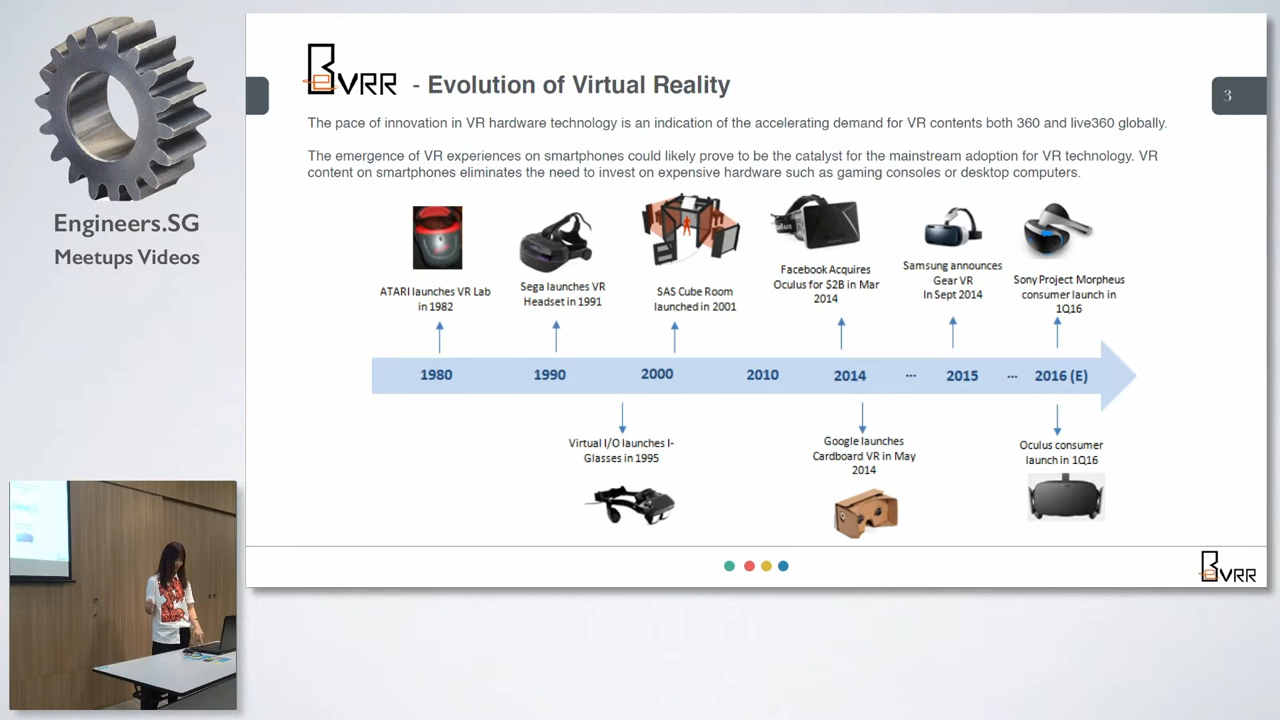 Engineers.SG
Meetups Videos
BeVRR - Evolution of Virtual Reality
3
The pace of innovation in VR hardware technology is an indication of the accelerating demand for VR contents both 360 and live360 globally.
The emergence of VR experiences on smartphones could likely prove to be the catalyst for the mainstream adoption for VR technology. VR
content on smartphones eliminates the need to invest on expensive hardware such as gaming consoles or desktop computers.
ATARI launches VR Lab
in 1982
Sega launches VR
Headset in 1991
SAS Cube Room
launched in 2001
oculus
Facebook Acquires
Oculus for $2B in Mar
2014
Samsung announces
Gear VR
In Sept 2014
Sony Project Morpheus
consumer launch in
1Q16
1980
1990
2000
2010
2014
...
2015
...
2016 (E)
Virtual I/O launches I-
Glasses in 1995
Google launches
Cardboard VR in May
2014
Oculus consumer
launch in 1Q16
BeVRR